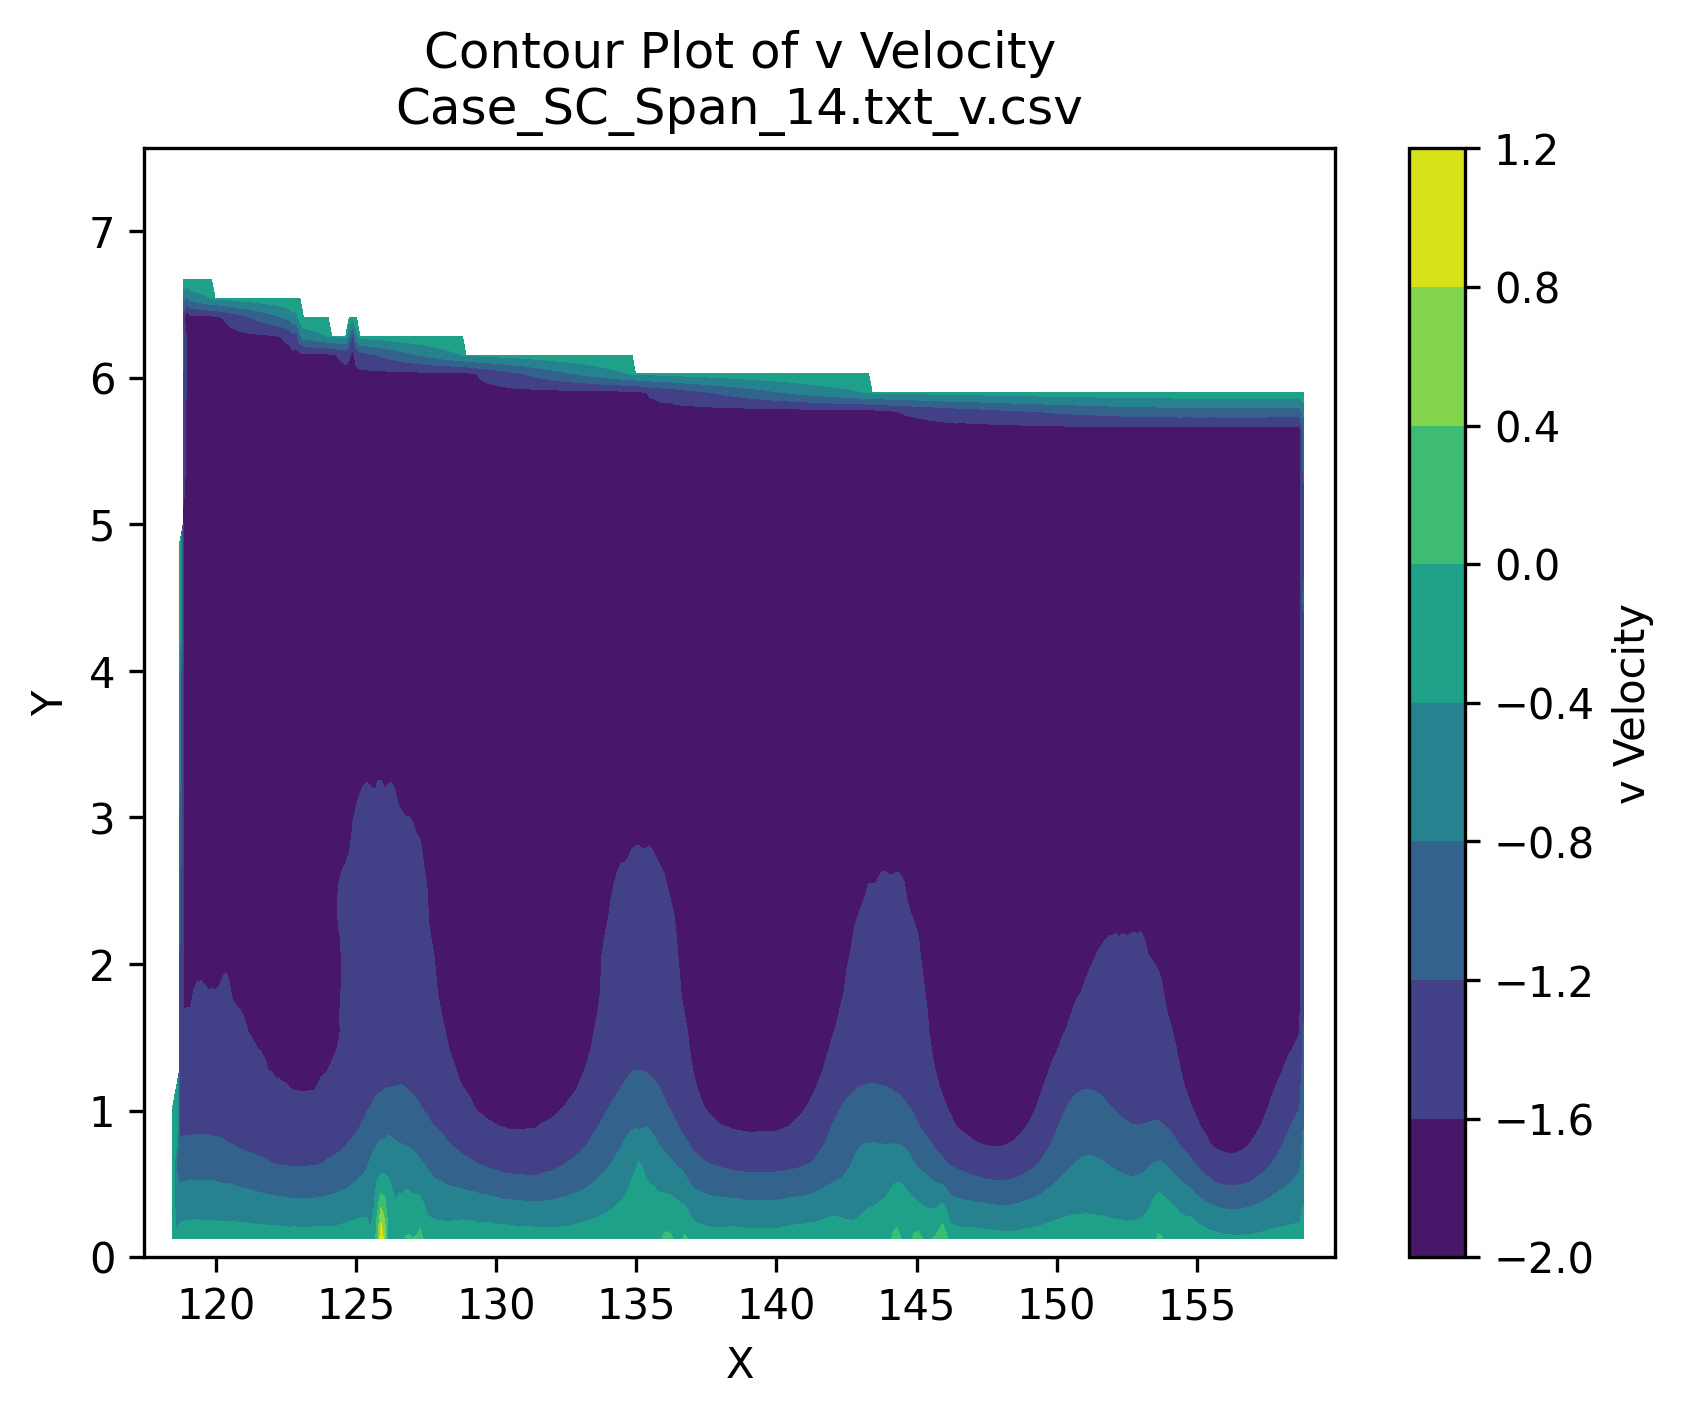 Contour Plot of v Velocity
Case_SC_Span_14.txt_v.csv
7
6
5
4
3
2
1
0
Y
120 125 130 135 140 145 150 155
X
1.2
0.8
0.4
0.0
−0.4
−0.8
−1.2
−1.6
−2.0
v Velocity